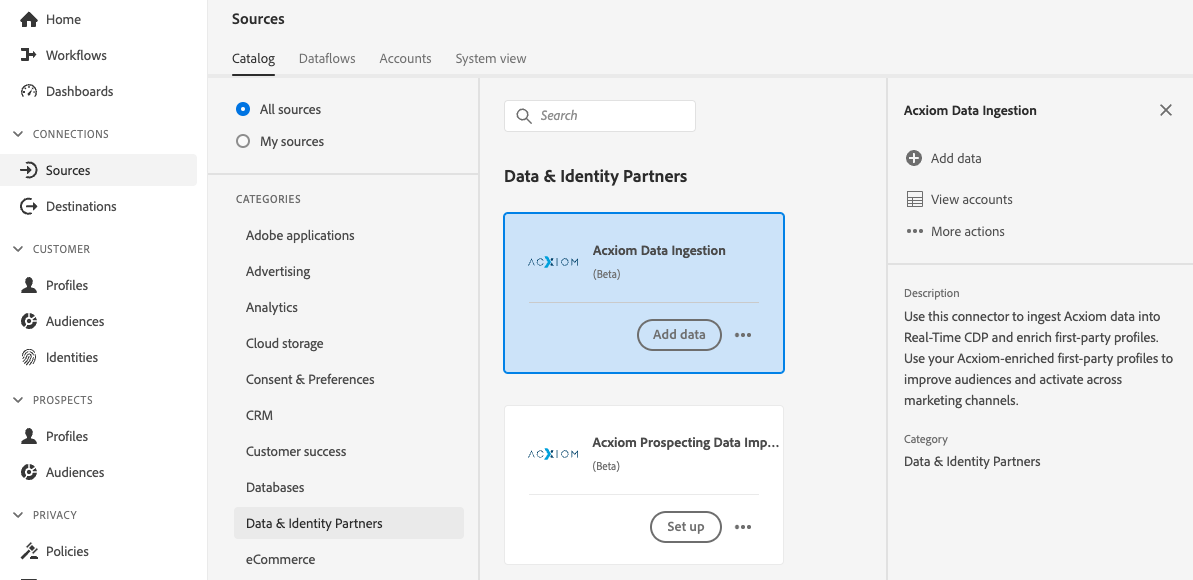 Home
Workflows
Dashboards
CONNECTIONS
Sources
Destinations
CUSTOMER
Profiles
Audiences
Identities
PROSPECTS
Profiles
Audiences
PRIVACY
Policies
Sources
Catalog Dataflows Accounts System view
All sources
My sources
CATEGORIES
Adobe applications
Advertising
Analytics
Cloud storage
Consent & Preferences
CRM
Customer success
Databases
Data & Identity Partners
eCommerce
Search
Data & Identity Partners
ACXIOM
Acxiom Data Ingestion
(Beta)
Add data
ACXIOM
Acxiom Prospecting Data Imp...
(Beta)
Set up
Acxiom Data Ingestion
Add data
View accounts
More actions
Description
Use this connector to ingest Acxiom data into
Real-Time CDP and enrich first-party profiles.
Use your Acxiom-enriched first-party profiles to
improve audiences and activate across
marketing channels.
Category
Data & Identity Partners